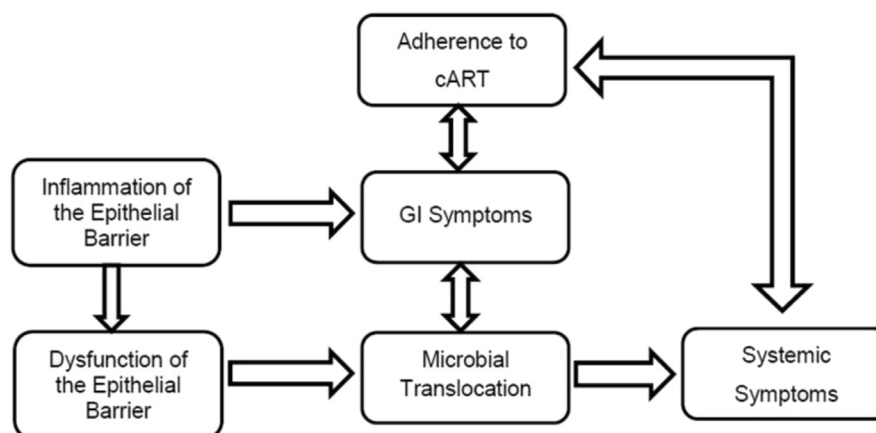 Adherence to
cART
Inflammation of
the Epithelial
Barrier
GI Symptoms
Dysfunction of
the Epithelial
Barrier
Microbial
Translocation
Systemic
Symptoms